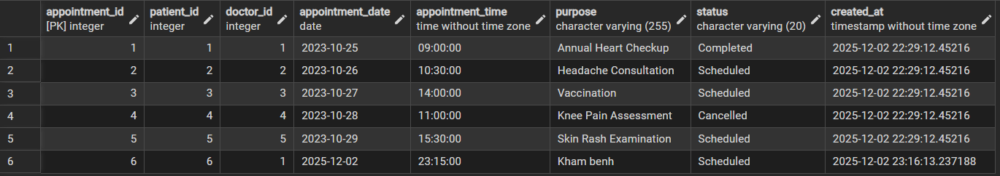 appointment_id patient_id doctor_id appointment_date appointment_time purpose status created_at
[PK] integer integer integer date time without time zone character varying (255) character varying (20) timestamp without time zone
1 1 1 1 2023-10-25 09:00:00 Annual Heart Checkup Completed 2025-12-02 22:29:12.45216
2 2 2 2 2023-10-26 10:30:00 Headache Consultation Scheduled 2025-12-02 22:29:12.45216
3 3 3 3 2023-10-27 14:00:00 Vaccination Scheduled 2025-12-02 22:29:12.45216
4 4 4 4 2023-10-28 11:00:00 Knee Pain Assessment Cancelled 2025-12-02 22:29:12.45216
5 5 5 5 2023-10-29 15:30:00 Skin Rash Examination Scheduled 2025-12-02 22:29:12.45216
6 6 6 1 2025-12-02 23:15:00 Kham benh Scheduled 2025-12-02 23:16:13.237188